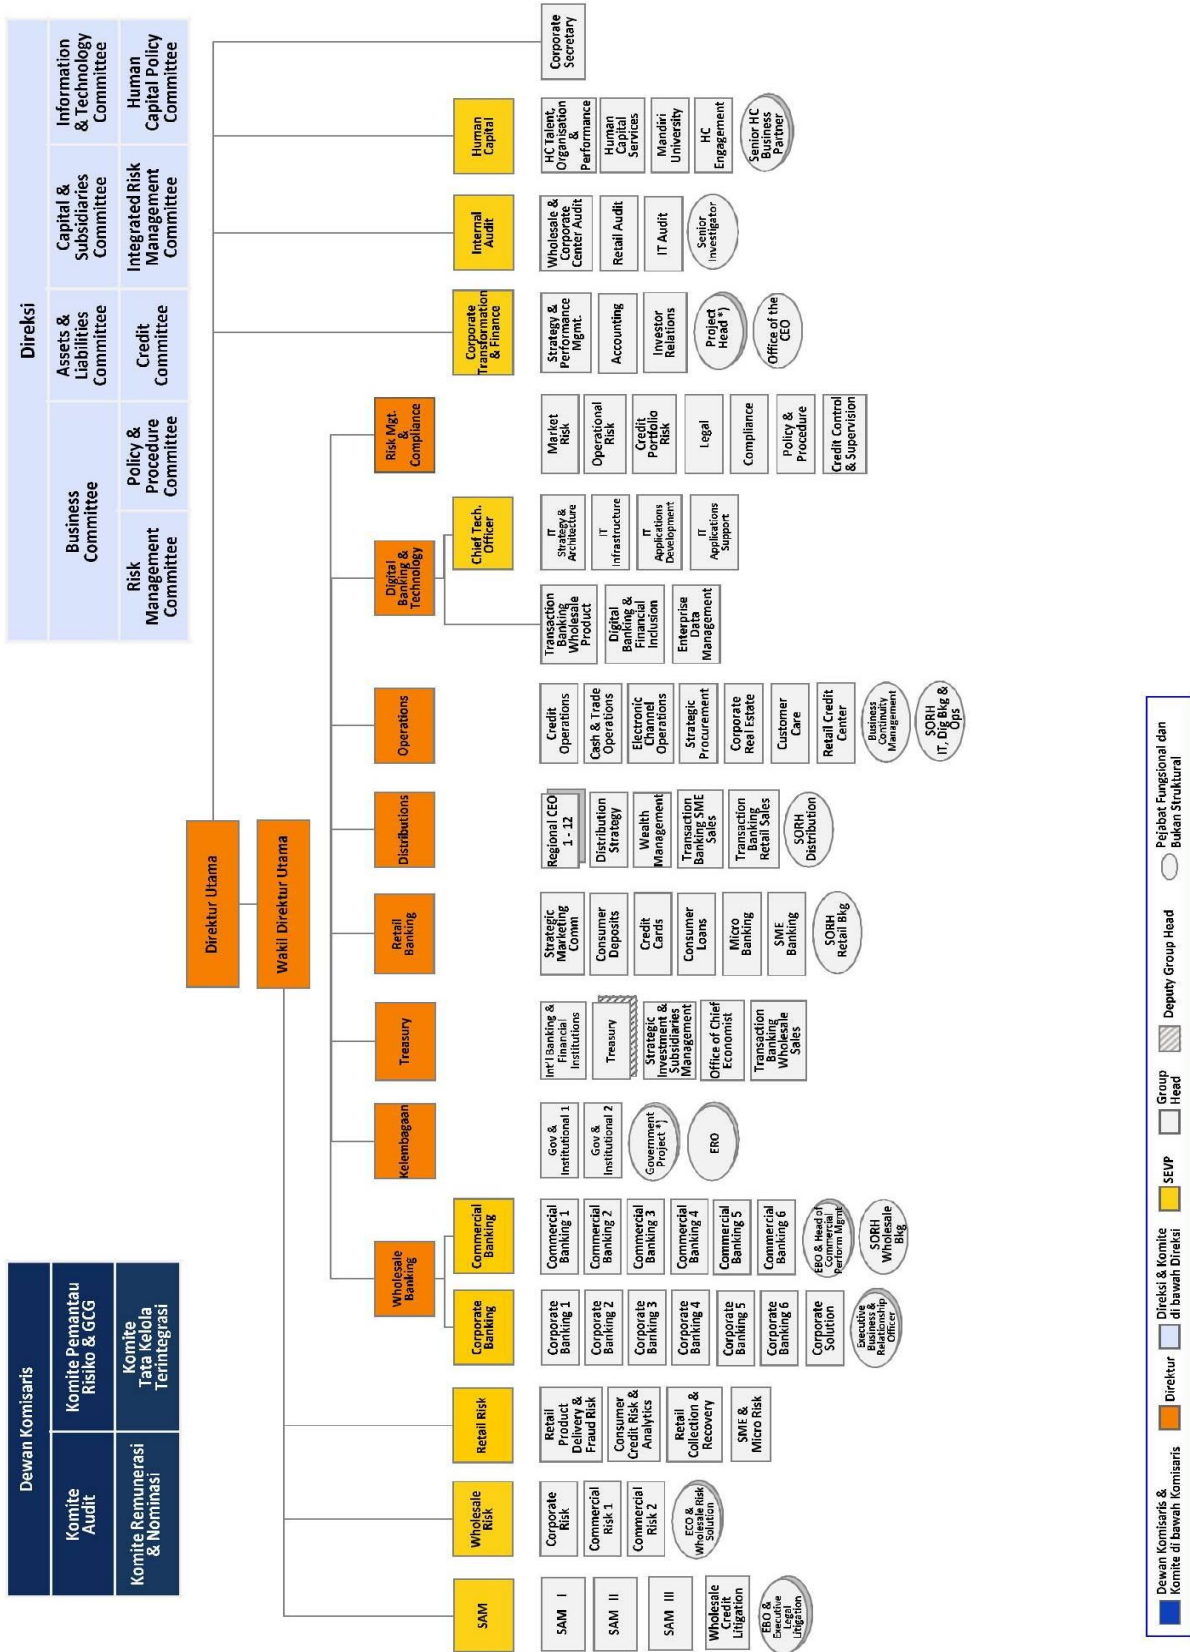 Dewan Komisaris
Komite
Audit
Komite Pemantau
Risiko & GCG
Komite Remunerasi
& Nominasi
Komite
Tata Kelola
Terintegrasi
Direksi
Business
Committee
Assets &
Liabilities
Committee
Capital &
Subsidiaries
Committee
Information
& Technology
Committee
Risk
Management
Committee
Policy &
Procedure
Committee
Credit
Committee
Integrated Risk
Management
Committee
Human
Capital Policy
Committee
Direktur Utama
Wakil Direktur Utama
Wholesale
Banking
Kelembagaan
Treasury
Retail
Banking
Distributions
Operations
Digital
Banking &
Technology
Risk Mgt.
&
Compliance
SAM
Wholesale
Risk
Retail Risk
Corporate
Banking
Commercial
Banking
Chief Tech.
Officer
Corporate
Transformation
& Finance
Internal
Audit
Human
Capital
SAM I
SAM II
SAM III
Wholesale
Credit
Litigation
EBO &
Executive
Legal
Litigation
Corporate
Risk
Commercial
Risk 1
Commercial
Risk 2
ECO &
Wholesale Risk
Solution
Retail
Product
Delivery &
Fraud Risk
Consumer
Credit Risk &
Analytics
Retail
Collection &
Recovery
SME &
Micro Risk
Corporate
Banking 1
Corporate
Banking 2
Corporate
Banking 3
Corporate
Banking 4
Corporate
Banking 5
Corporate
Banking 6
Corporate
Solution
Executive
Business &
Relationship
Officer
Commercial
Banking 1
Commercial
Banking 2
Commercial
Banking 3
Commercial
Banking 4
Commercial
Banking 5
Commercial
Banking 6
EBO & Head of
Commercial
Perform Mgmt
SORH
Wholesale
Bkg
Gov &
Institutional 1
Gov &
Institutional 2
Government
Project *)
ERO
Int'l Banking &
Financial
Institutions
Treasury
Strategic
Investment &
Subsidiaries
Management
Office of Chief
Economist
Transaction
Banking
Wholesale
Sales
Strategic
Marketing
Comm
Consumer
Deposits
Credit
Cards
Consumer
Loans
Micro
Banking
SME
Banking
SORH
Retail Bkg
Regional CEO
1 - 12
Distribution
Strategy
Wealth
Management
Transaction
Banking SME
Sales
Transaction
Banking
Retail Sales
SORH
Distribution
Credit
Operations
Cash & Trade
Operations
Electronic
Channel
Operations
Strategic
Procurement
Corporate
Real Estate
Customer
Care
Retail Credit
Center
Business
Continuity
Management
SORH
IT, Dig Bkg &
Ops
Transaction
Banking
Wholesale
Product
Digital
Banking &
Financial
Inclusion
Enterprise
Data
Management
IT
Strategy &
Architecture
IT
Infrastructure
IT
Applications
Development
IT
Applications
Support
Market
Risk
Operational
Risk
Credit
Portfolio
Risk
Legal
Compliance
Policy &
Procedure
Credit Control
& Supervision
Strategy &
Performance
Mgmt.
Accounting
Investor
Relations
Project
Head *)
Office of the
CEO
Wholesale &
Corporate
Center Audit
Retail Audit
IT Audit
Senior
Investigator
HC Talent,
Organisation
&
Performance
Human
Capital
Services
Mandiri
University
HC
Engagement
Senior HC
Business
Partner
Corporate
Secretary
Dewan Komisaris &
Komite di bawah Komisaris
Direktur
Direksi & Komite
di bawah Direksi
SEVP
Group
Head
Deputy Group Head
Pejabat Fungsional dan
Bukan Struktural